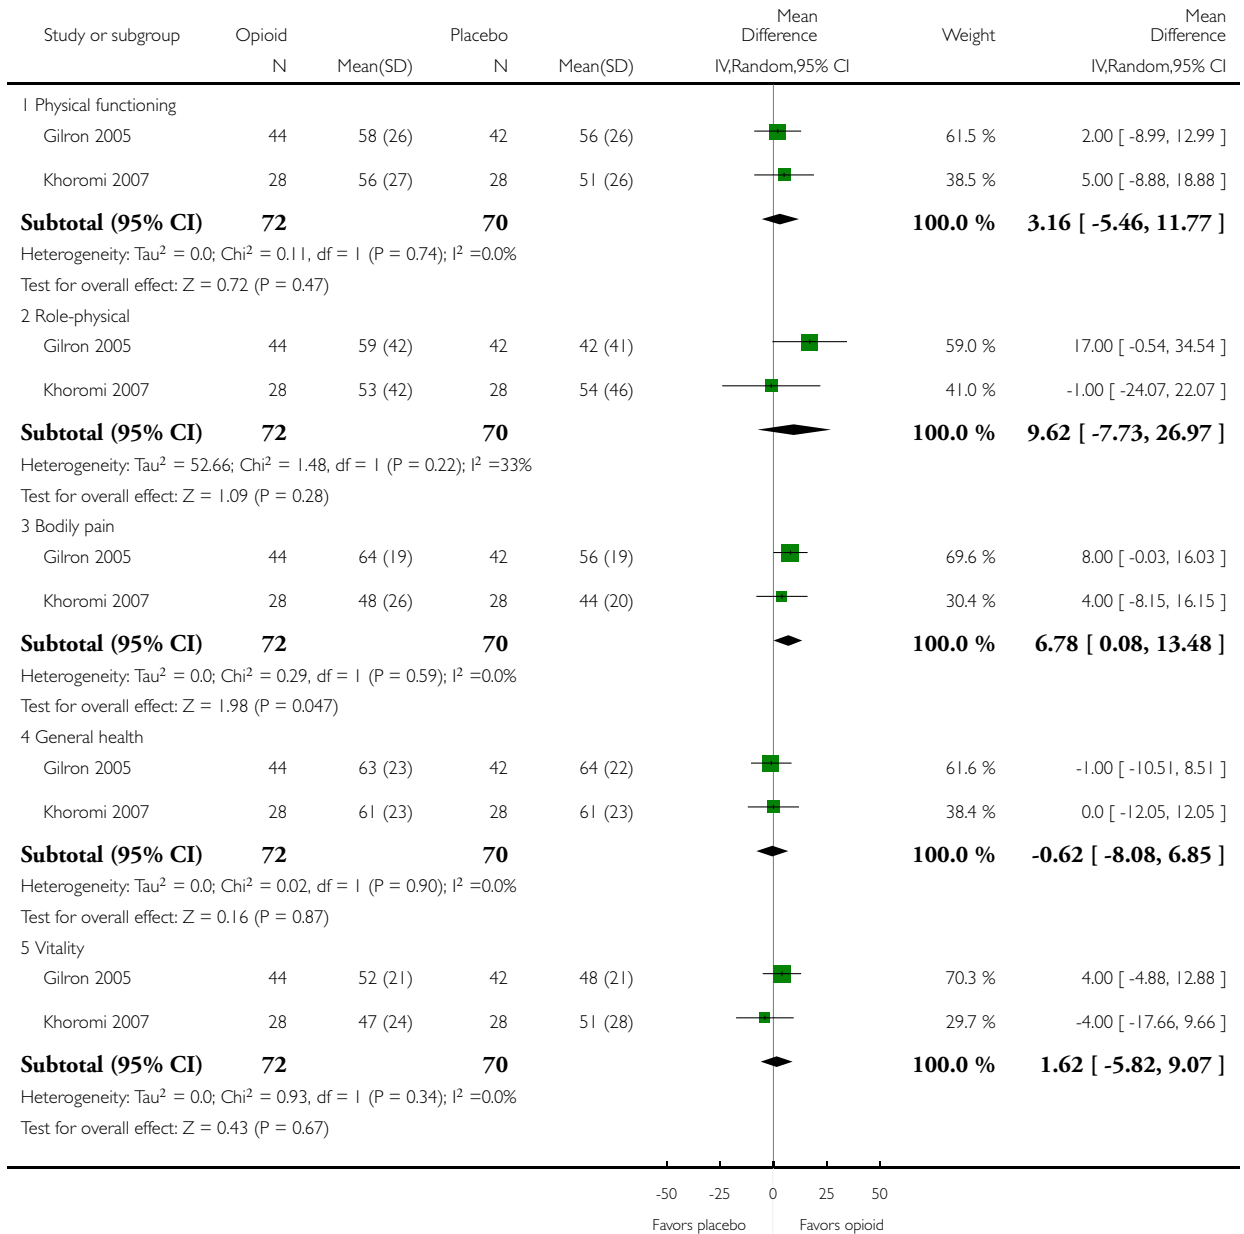 Study or subgroup Opioid Placebo Mean Difference Weight Mean Difference
N Mean(SD) N Mean(SD) IV,Random,95% CI IV,Random,95% CI
1 Physical functioning
Gilron 2005 44 58 (26) 42 56 (26) 61.5 % 2.00 [ -8.99, 12.99 ]
Khoromi 2007 28 56 (27) 28 51 (26) 38.5 % 5.00 [ -8.88, 18.88 ]
Subtotal (95% CI) 72 70 100.0 % 3.16 [ -5.46, 11.77 ]
Heterogeneity: Tau² = 0.0; Chi² = 0.11, df = 1 (P = 0.74); I² =0.0%
Test for overall effect: Z = 0.72 (P = 0.47)
2 Role-physical
Gilron 2005 44 59 (42) 42 42 (41) 59.0 % 17.00 [ -0.54, 34.54 ]
Khoromi 2007 28 53 (42) 28 54 (46) 41.0 % -1.00 [ -24.07, 22.07 ]
Subtotal (95% CI) 72 70 100.0 % 9.62 [ -7.73, 26.97 ]
Heterogeneity: Tau² = 52.66; Chi² = 1.48, df = 1 (P = 0.22); I² =33%
Test for overall effect: Z = 1.09 (P = 0.28)
3 Bodily pain
Gilron 2005 44 64 (19) 42 56 (19) 69.6 % 8.00 [ -0.03, 16.03 ]
Khoromi 2007 28 48 (26) 28 44 (20) 30.4 % 4.00 [ -8.15, 16.15 ]
Subtotal (95% CI) 72 70 100.0 % 6.78 [ 0.08, 13.48 ]
Heterogeneity: Tau² = 0.0; Chi² = 0.29, df = 1 (P = 0.59); I² =0.0%
Test for overall effect: Z = 1.98 (P = 0.047)
4 General health
Gilron 2005 44 63 (23) 42 64 (22) 61.6 % -1.00 [ -10.51, 8.51 ]
Khoromi 2007 28 61 (23) 28 61 (23) 38.4 % 0.0 [ -12.05, 12.05 ]
Subtotal (95% CI) 72 70 100.0 % -0.62 [ -8.08, 6.85 ]
Heterogeneity: Tau² = 0.0; Chi² = 0.02, df = 1 (P = 0.90); I² =0.0%
Test for overall effect: Z = 0.16 (P = 0.87)
5 Vitality
Gilron 2005 44 52 (21) 42 48 (21) 70.3 % 4.00 [ -4.88, 12.88 ]
Khoromi 2007 28 47 (24) 28 51 (28) 29.7 % -4.00 [ -17.66, 9.66 ]
Subtotal (95% CI) 72 70 100.0 % 1.62 [ -5.82, 9.07 ]
Heterogeneity: Tau² = 0.0; Chi² = 0.93, df = 1 (P = 0.34); I² =0.0%
Test for overall effect: Z = 0.43 (P = 0.67)
-50 -25 0 25 50
Favors placebo Favors opioid